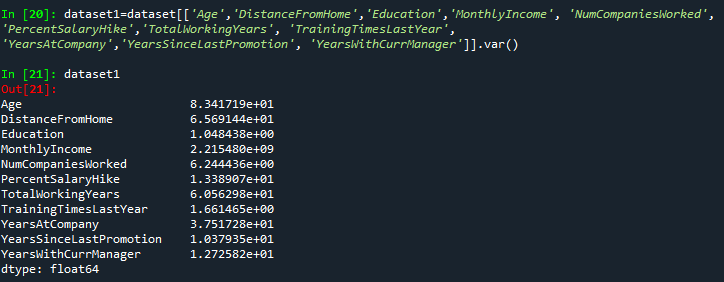 In [20]: dataset1=dataset[['Age','DistanceFromHome','Education','MonthlyIncome', 'NumCompaniesWorked',
'PercentSalaryHike','TotalWorkingYears', 'TrainingTimesLastYear',
'YearsAtCompany','YearsSinceLastPromotion', 'YearsWithCurrManager']].var()
In [21]: dataset1
Out[21]:
Age 8.341719e+01
DistanceFromHome 6.569144e+01
Education 1.048438e+00
MonthlyIncome 2.215480e+09
NumCompaniesWorked 6.244436e+00
PercentSalaryHike 1.338907e+01
TotalWorkingYears 6.056298e+01
TrainingTimesLastYear 1.661465e+00
YearsAtCompany 3.751728e+01
YearsSinceLastPromotion 1.037935e+01
YearsWithCurrManager 1.272582e+01
dtype: float64